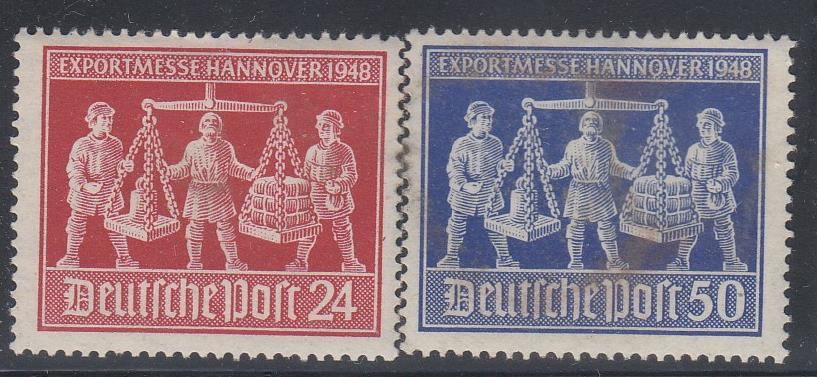 EXPORTMESSE HANNOVER 1948
Deutsche Post 24
EXPORTMESSE HANNOVER 1948
Deutsche Post 50